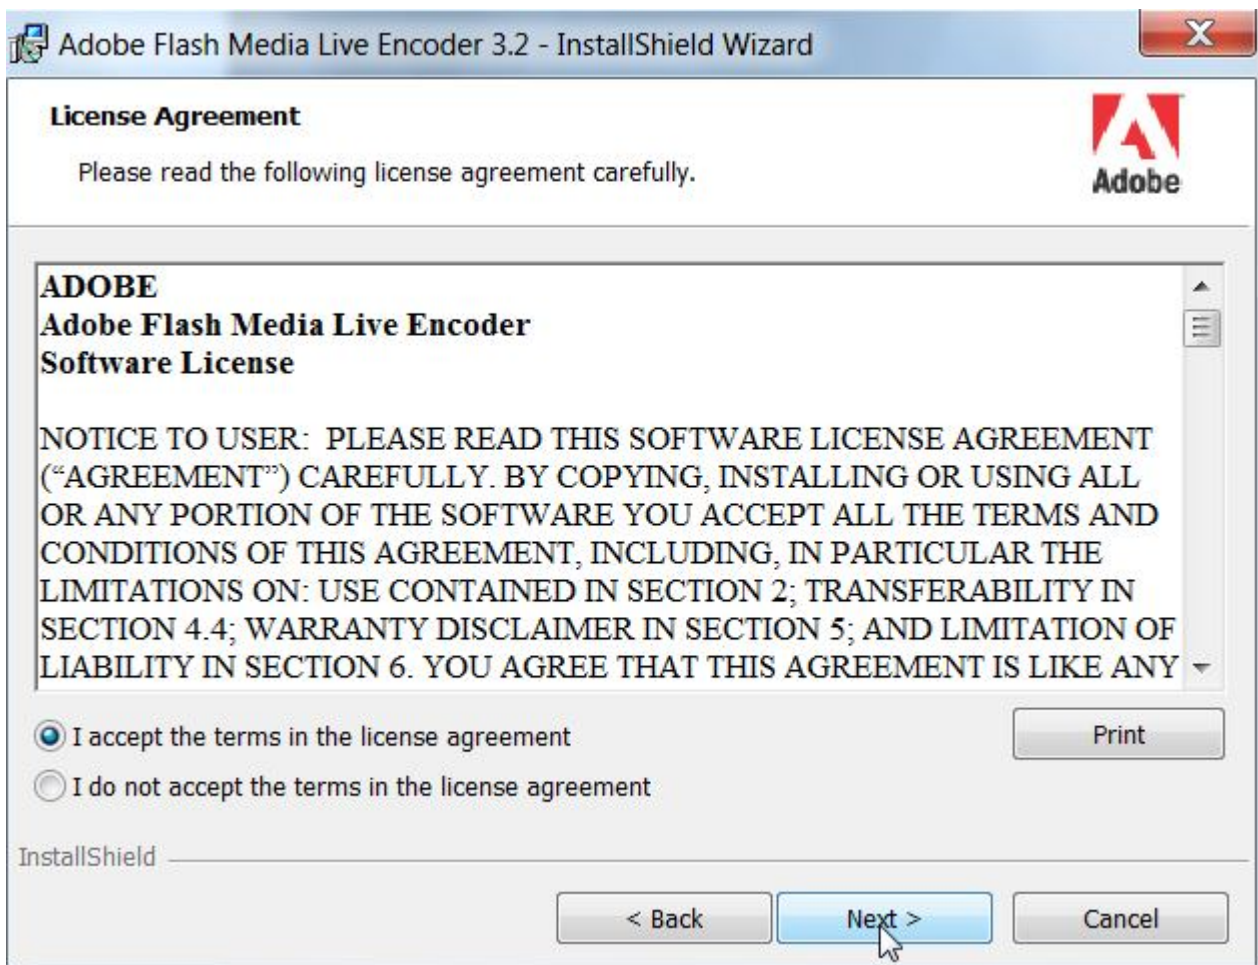 Adobe Flash Media Live Encoder 3.2 - InstallShield Wizard
X
License Agreement
Please read the following license agreement carefully.
Adobe
ADOBE
Adobe Flash Media Live Encoder
Software License
NOTICE TO USER:  PLEASE READ THIS SOFTWARE LICENSE AGREEMENT
(“AGREEMENT”) CAREFULLY. BY COPYING, INSTALLING OR USING ALL
OR ANY PORTION OF THE SOFTWARE YOU ACCEPT ALL THE TERMS AND
CONDITIONS OF THIS AGREEMENT, INCLUDING, IN PARTICULAR THE
LIMITATIONS ON: USE CONTAINED IN SECTION 2; TRANSFERABILITY IN
SECTION 4.4; WARRANTY DISCLAIMER IN SECTION 5; AND LIMITATION OF
LIABILITY IN SECTION 6. YOU AGREE THAT THIS AGREEMENT IS LIKE ANY
I accept the terms in the license agreement
Print
I do not accept the terms in the license agreement
InstallShield
< Back
Next >
Cancel